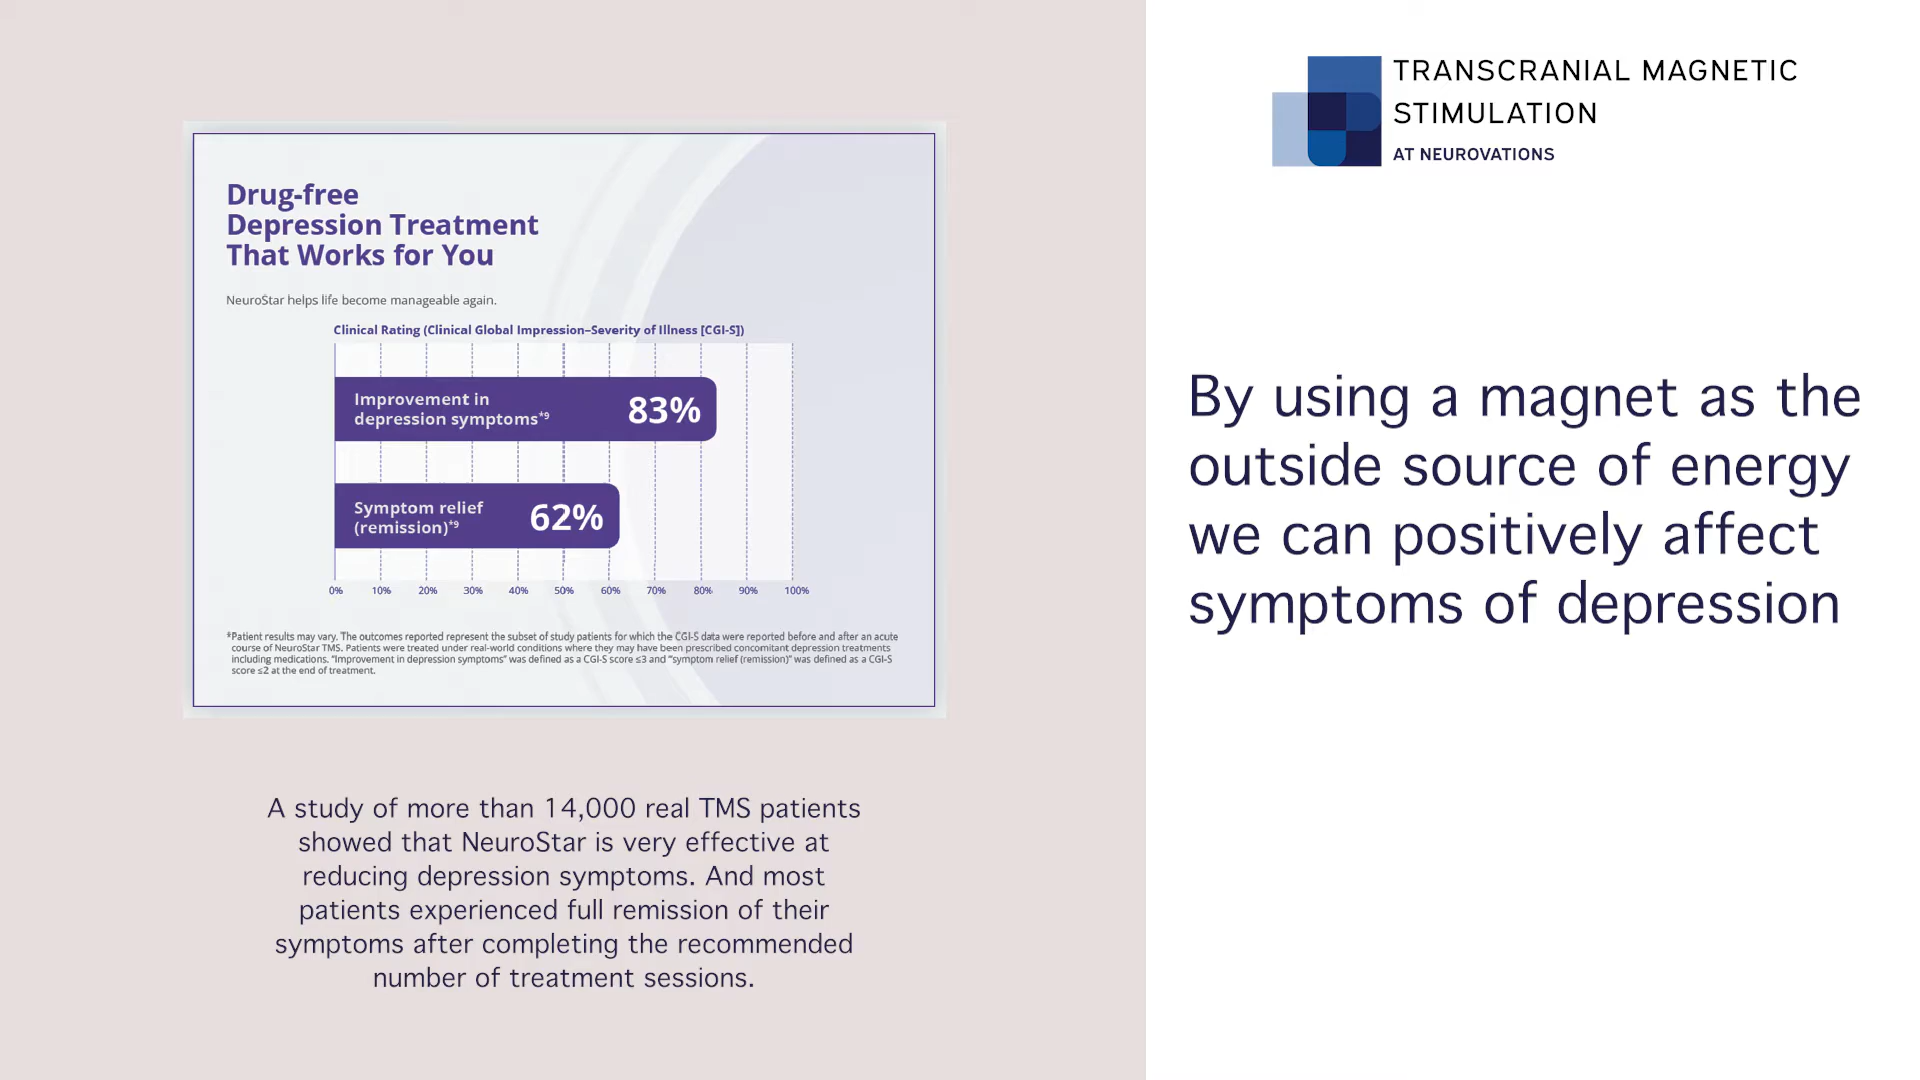 Drug-free
Depression Treatment
That Works for You
NeuroStar helps life become manageable again.
Clinical Rating (Clinical Global Impression–Severity of Illness [CGI-S])
Improvement in
depression symptoms*9
83%
Symptom relief
(remission)*9
62%
0% 10% 20% 30% 40% 50% 60% 70% 80% 90% 100%
*Patient results may vary. The outcomes reported represent the subset of study patients for which the CGI-S data were reported before and after an acute
course of NeuroStar TMS. Patients were treated under real-world conditions where they may have been prescribed concomitant depression treatments
including medications. “Improvement in depression symptoms” was defined as a CGI-S score ≤3 and “symptom relief (remission)” was defined as a CGI-S
score ≤2 at the end of treatment.
A study of more than 14,000 real TMS patients
showed that NeuroStar is very effective at
reducing depression symptoms. And most
patients experienced full remission of their
symptoms after completing the recommended
number of treatment sessions.
TRANSCRANIAL MAGNETIC
STIMULATION
AT NEUROVATIONS
By using a magnet as the
outside source of energy
we can positively affect
symptoms of depression